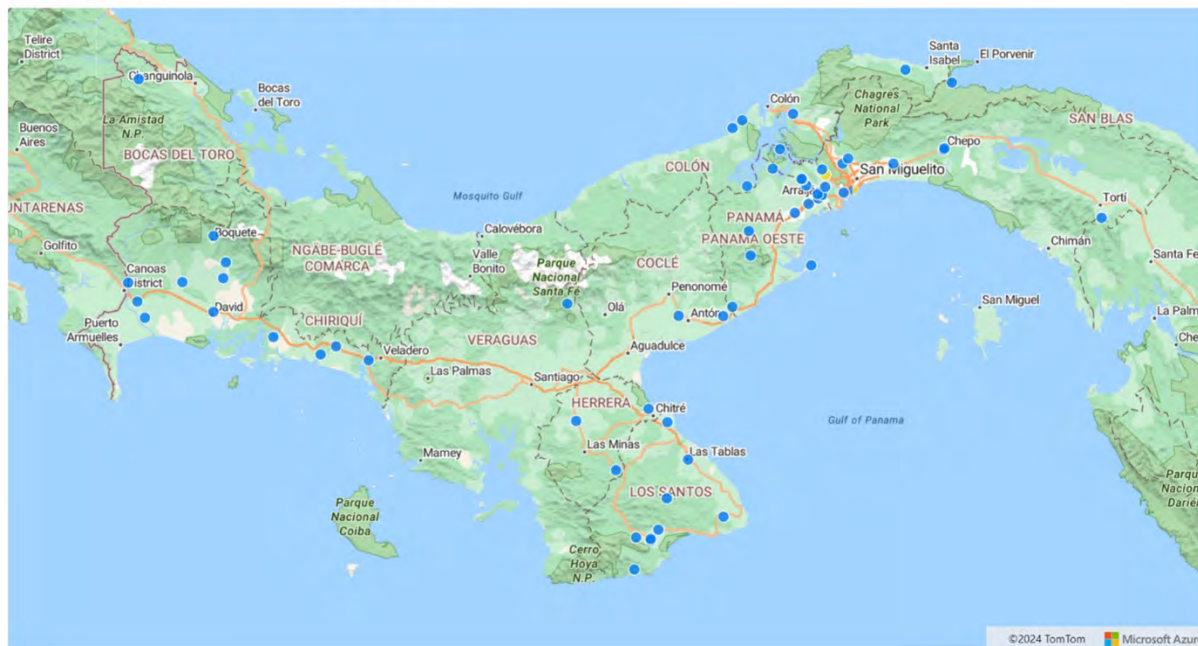 Telire
District
Changuinola
Bocas
del Toro
La Amistad
N.P.
Buenos
Aires
BOCAS DEL TORO
UNTARENAS
Golfito
Boquete
Canoas
District
David
Puerto
Armuelles
NGÄBE-BUGLÉ
COMARCA
CHIRIQUÍ
Mosquito Gulf
Calovébora
Valle
Bonito
Parque
Nacional
Santa Fé
Veladero
Las Palmas
VERAGUAS
Santiago
Mamey
Parque
Nacional
Coiba
COCLÉ
Olá
Penonomé
Antón
Aguadulce
HERRERA
Chitré
Las Minas
Las Tablas
LOS SANTOS
Cerro
Hoya
N.P.
Colón
COLÓN
Santa
Isabel
El Porvenir
Chagres
National
Park
SAN BLAS
Chepo
San Miguelito
PANAMÁ
PANAMÁ OESTE
Tortí
Chimán
Santa Fe
San Miguel
La Palma
Gulf of Panama
©2024 TomTom